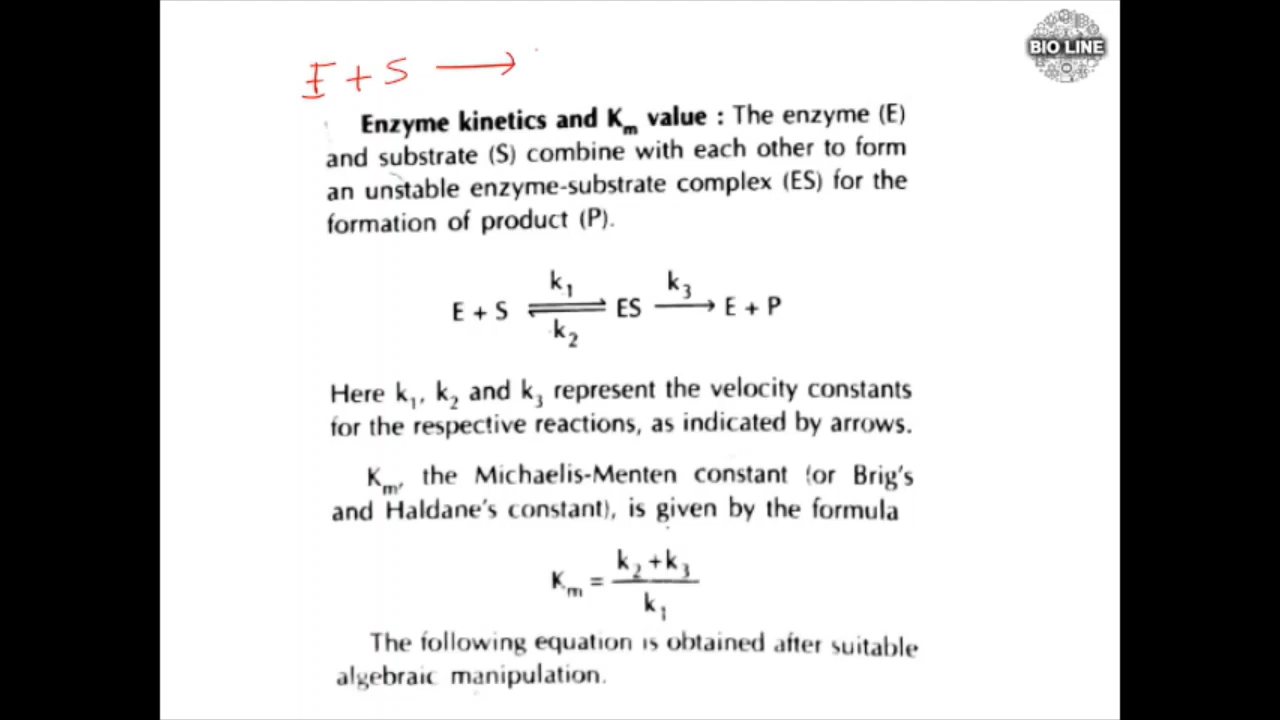 BIO LINE
E + S ⟶
Enzyme kinetics and Kₘ value : The enzyme (E)
and substrate (S) combine with each other to form
an unstable enzyme-substrate complex (ES) for the
formation of product (P).
k₁ k₃
E + S ⇌ ES ⟶ E + P
k₂
Here k₁, k₂ and k₃ represent the velocity constants
for the respective reactions, as indicated by arrows.
Kₘ, the Michaelis-Menten constant (or Brig's
and Haldane's constant), is given by the formula
Kₘ = (k₂ + k₃) / k₁
The following equation is obtained after suitable
algebraic manipulation.